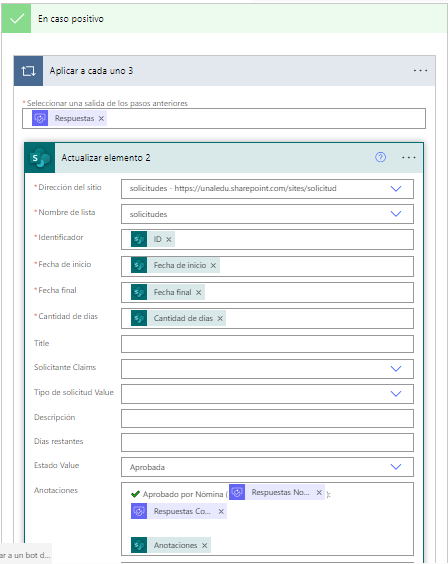 En caso positivo
Aplicar a cada uno 3
* Seleccionar una salida de los pasos anteriores
Respuestas
Actualizar elemento 2
* Dirección del sitio
solicitudes - https://unaledu.sharepoint.com/sites/solicitud
* Nombre de lista
solicitudes
* Identificador
ID
* Fecha de inicio
Fecha de inicio
* Fecha final
Fecha final
* Cantidad de días
Cantidad de días
Title
Solicitante Claims
Tipo de solicitud Value
Descripción
Días restantes
Estado Value
Aprobada
Anotaciones
Aprobado por Nómina ( Respuestas No... ):
Respuestas Co...
Anotaciones
ar a un bot d...